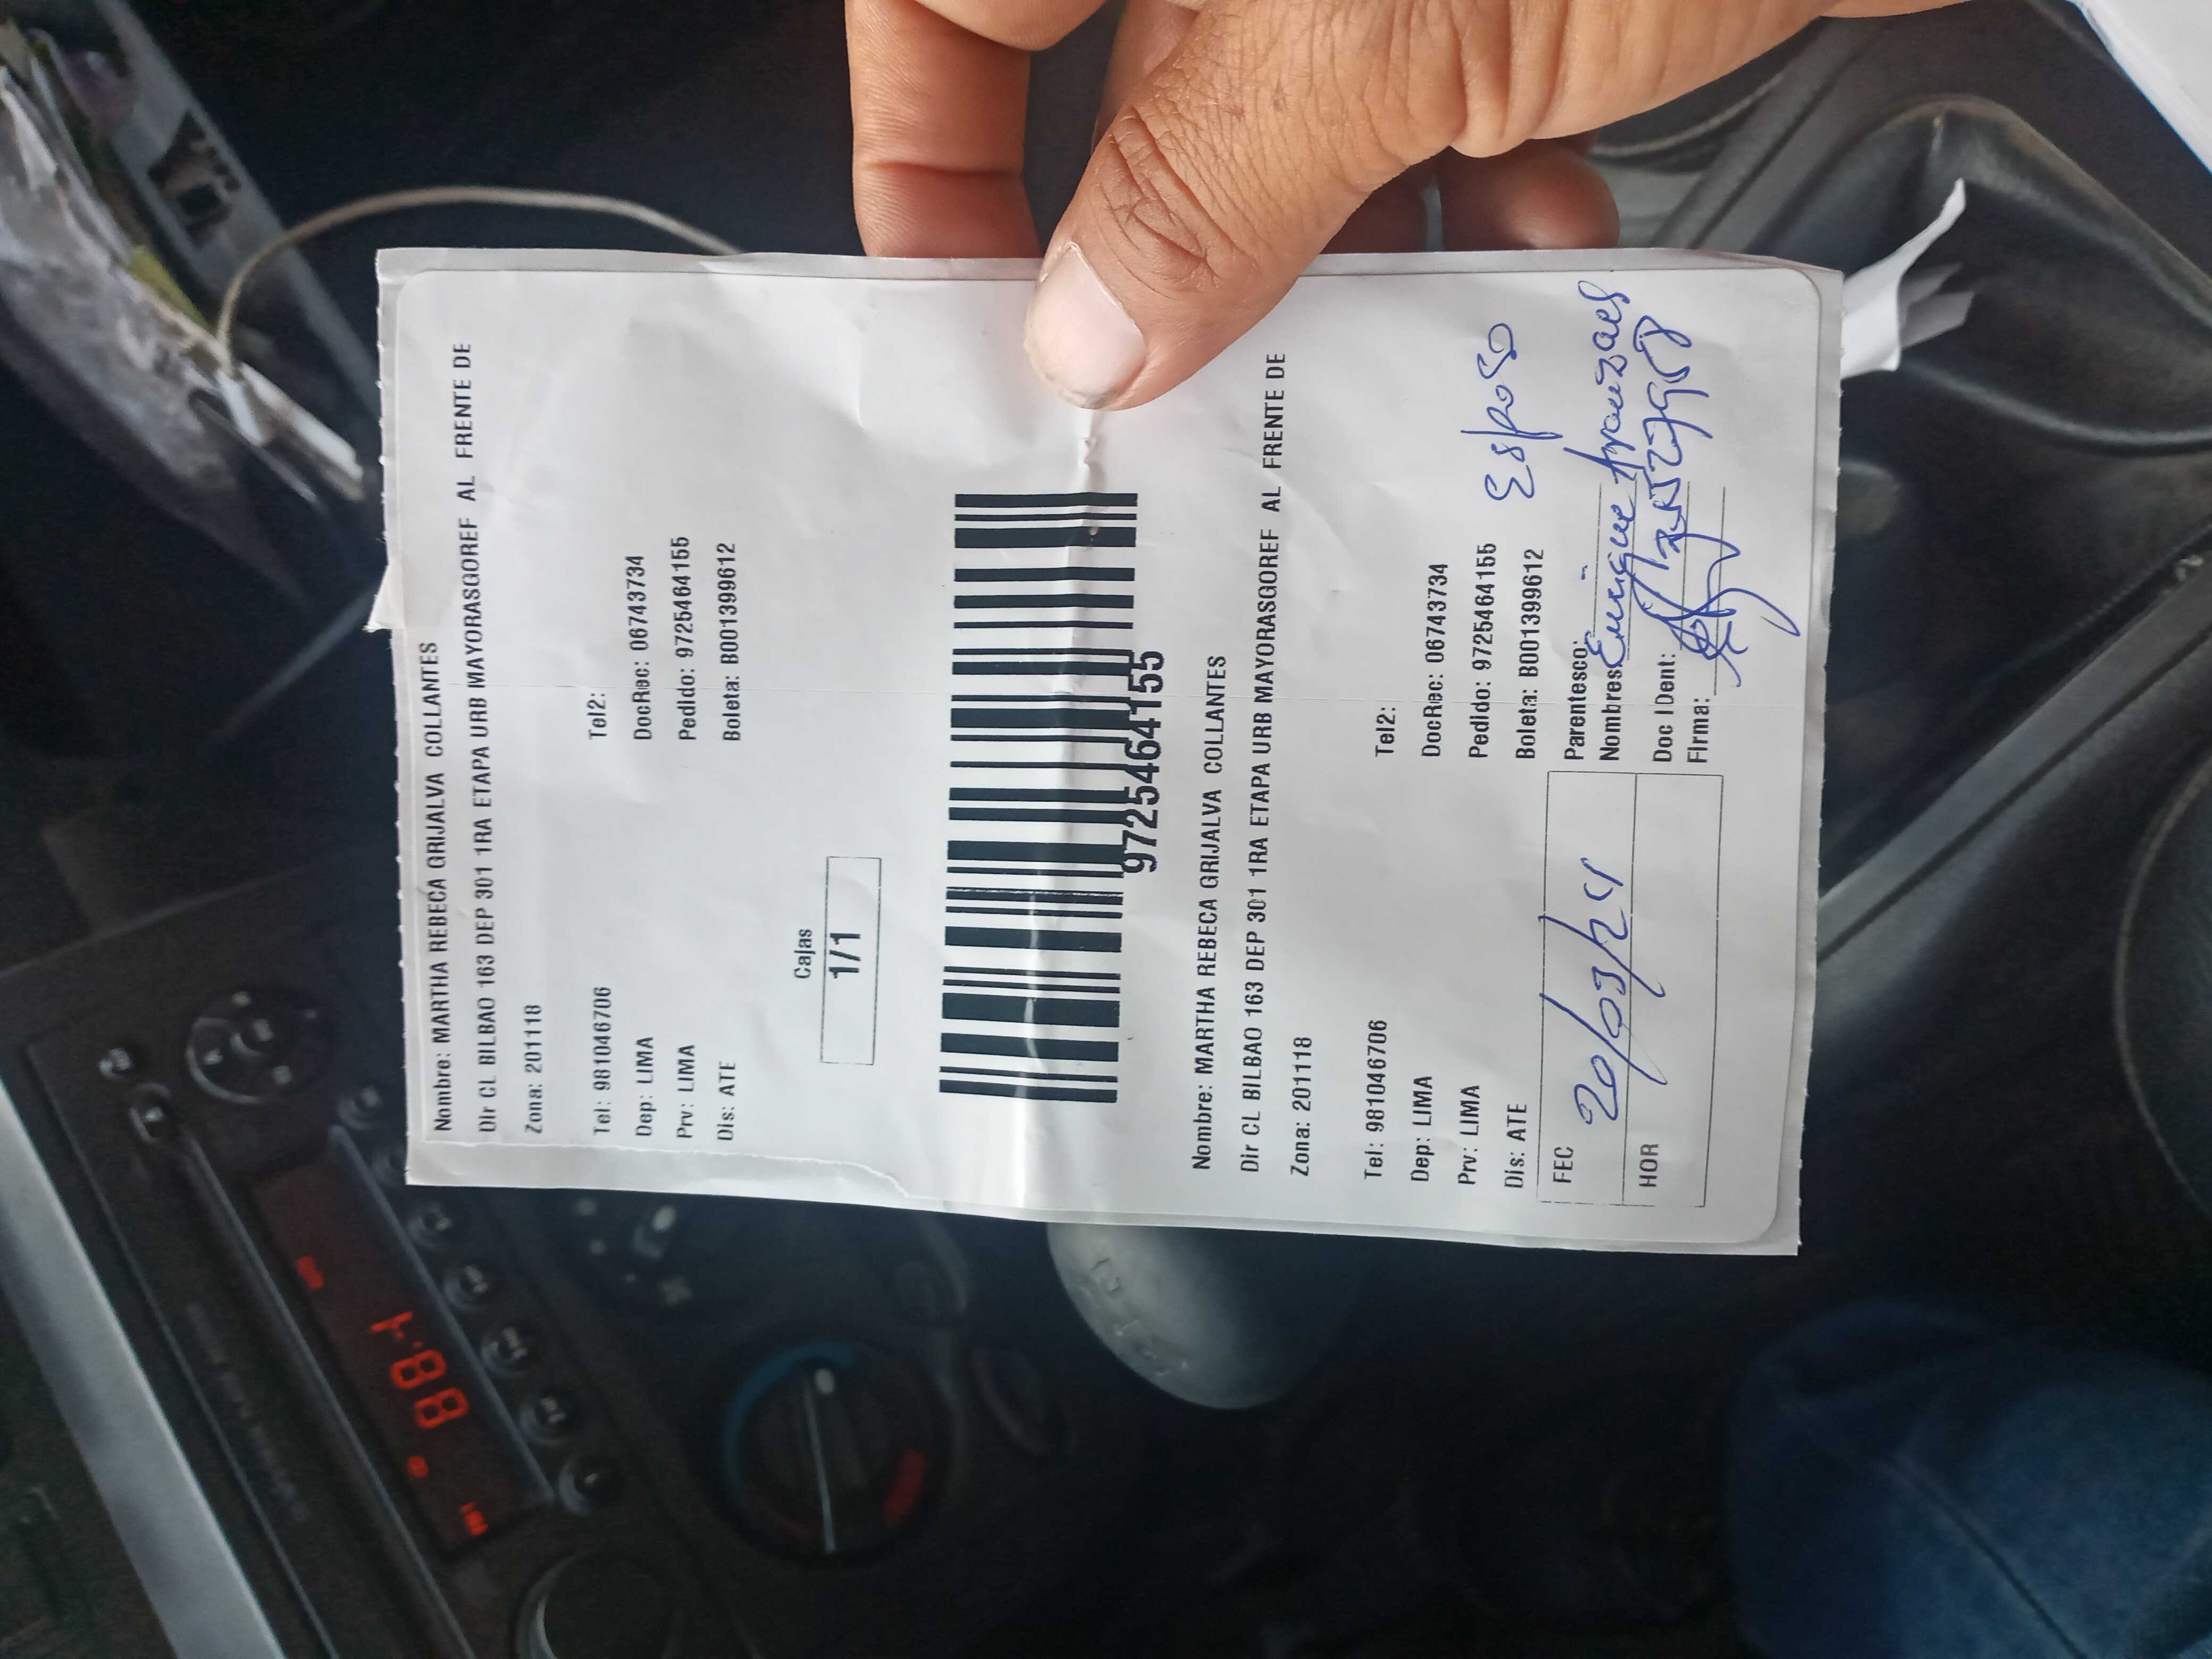 Nombre: MARTHA REBECA GRIJALVA COLLANTES
Dir CL BILBAO 163 DEP 301 1RA ETAPA URB MAYORASGOREF AL FRENTE DE
Zona: 201118
Tel: 981046706 Tel2:
Dep: LIMA DocRec: 06743734
Prv: LIMA Pedido: 9725464155
Dis: ATE Boleta: B001399612
Cajas
1/1
9725464155
Nombre: MARTHA REBECA GRIJALVA COLLANTES
Dir CL BILBAO 163 DEP 301 1RA ETAPA URB MAYORASGOREF AL FRENTE DE
Zona: 201118
Tel: 981046706 Tel2:
Dep: LIMA DocRec: 06743734
Prv: LIMA Pedido: 9725464155
Dis: ATE Boleta: B001399612
Esposo
FEC 20/03/24 Parentesco:
Nombres: Enrique
HOR Doc IDent:
Firma: